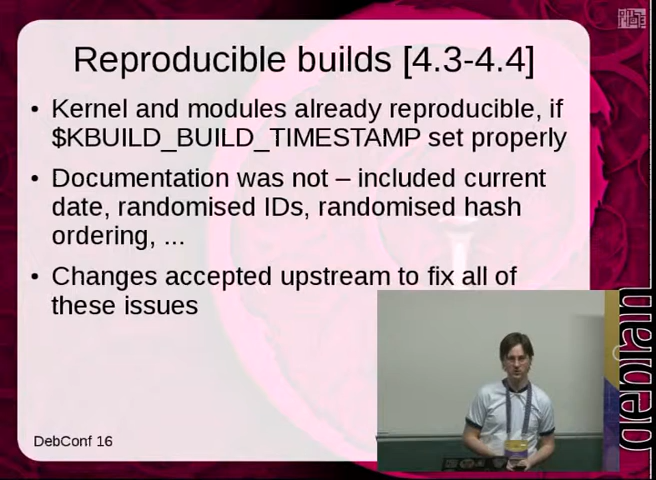 Reproducible builds [4.3-4.4]
• Kernel and modules already reproducible, if
$KBUILD_BUILD_TIMESTAMP set properly
• Documentation was not – included current
date, randomised IDs, randomised hash
ordering, ...
• Changes accepted upstream to fix all of
these issues
DebConf 16
debian